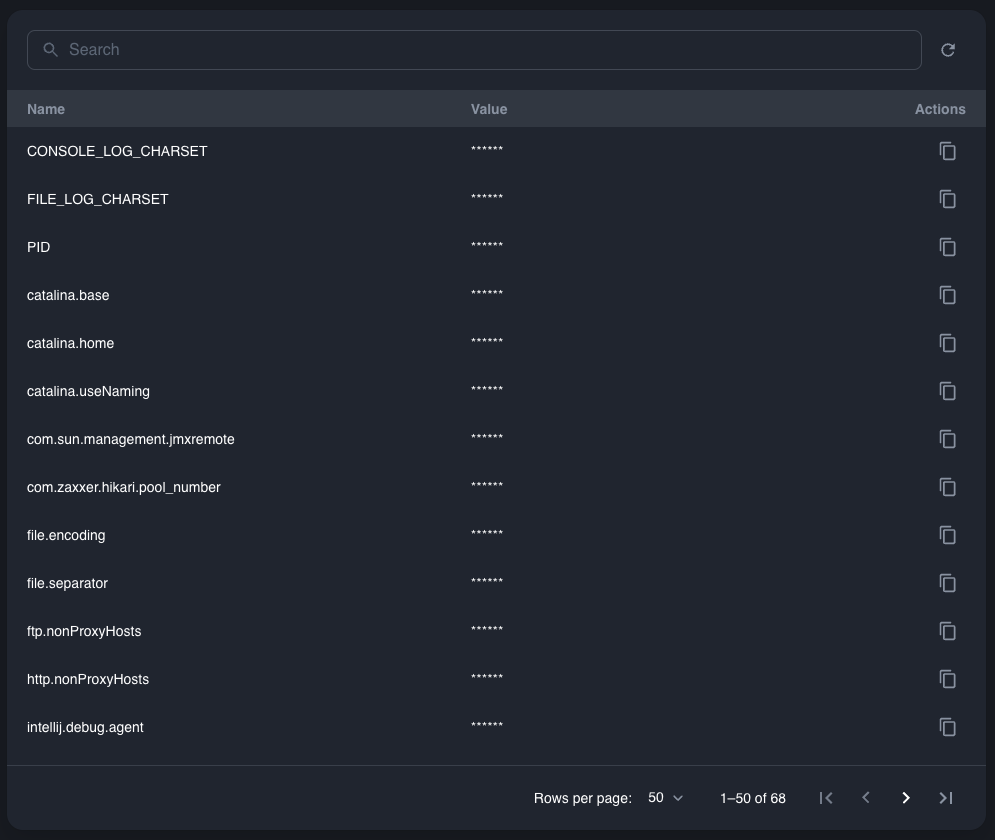 Search
Name Value Actions
CONSOLE_LOG_CHARSET ******
FILE_LOG_CHARSET ******
PID ******
catalina.base ******
catalina.home ******
catalina.useNaming ******
com.sun.management.jmxremote ******
com.zaxxer.hikari.pool_number ******
file.encoding ******
file.separator ******
ftp.nonProxyHosts ******
http.nonProxyHosts ******
intellij.debug.agent ******
Rows per page: 50 1–50 of 68